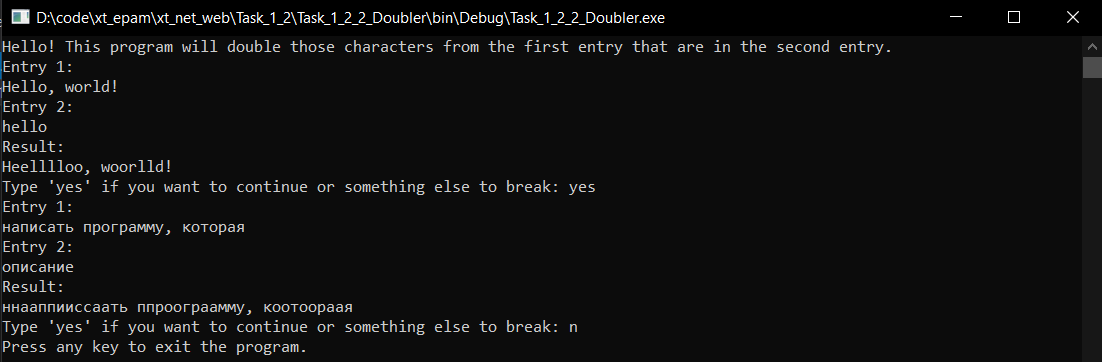 D:\code\xt_epam\xt_net_web\Task_1_2\Task_1_2_2_Doubler\bin\Debug\Task_1_2_2_Doubler.exe
Hello! This program will double those characters from the first entry that are in the second entry.
Entry 1:
Hello, world!
Entry 2:
hello
Result:
Heelllloo, woorlld!
Type 'yes' if you want to continue or something else to break: yes
Entry 1:
написать программу, которая
Entry 2:
описание
Result:
ннааппииссаать ппроограамму, коотоораая
Type 'yes' if you want to continue or something else to break: n
Press any key to exit the program.